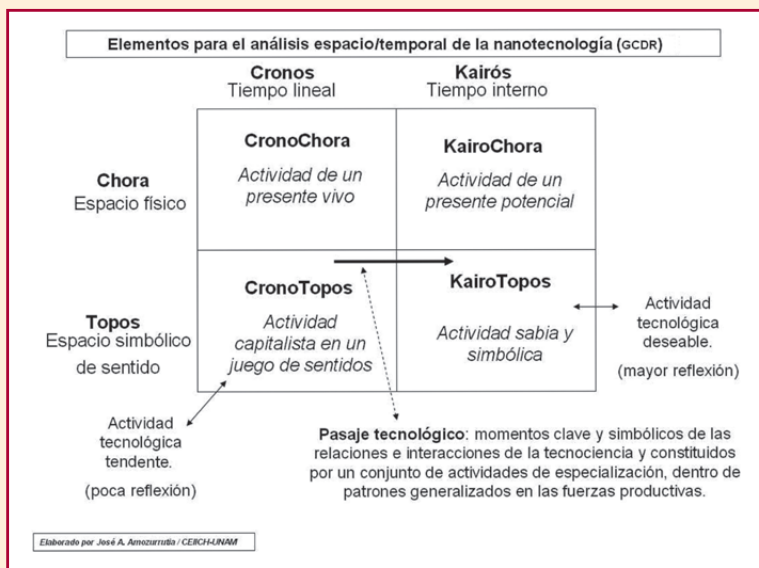 Elementos para el análisis espacio/temporal de la nanotecnología (GCDR)
Cronos
Tiempo lineal
Kairós
Tiempo interno
Chora
Espacio físico
CronoChora
Actividad de un
presente vivo
KairoChora
Actividad de un
presente potencial
Topos
Espacio simbólico
de sentido
CronoTopos
Actividad
capitalista en un
juego de sentidos
KairoTopos
Actividad sabia y
simbólica
Actividad
tecnológica
deseable.
(mayor reflexión)
Actividad
tecnológica
tendente.
(poca reflexión)
Pasaje tecnológico: momentos clave y simbólicos de las
relaciones e interacciones de la tecnociencia y constituidos
por un conjunto de actividades de especialización, dentro de
patrones generalizados en las fuerzas productivas.
Elaborado por José A. Amozurrutia / CEIICH-UNAM